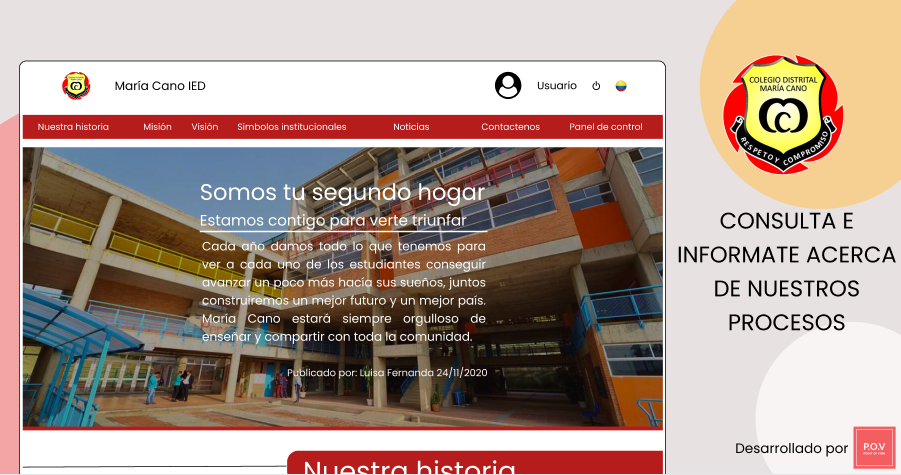 María Cano IED
Usuario
Nuestra historia
Misión
Visión
Simbolos institucionales
Noticias
Contactenos
Panel de control
Somos tu segundo hogar
Estamos contigo para verte triunfar
Cada año damos todo lo que tenemos para
ver a cada uno de los estudiantes conseguir
avanzar un poco más hacia sus sueños, juntos
construiremos un mejor futuro y un mejor país.
María Cano estará siempre orgulloso de
enseñar y compartir con toda la comunidad.
Publicado por: Luisa Fernanda 24/11/2020
Nuestra historia
COLEGIO DISTRITAL
MARÍA CANO
RESPETO Y COMPROMISO
CONSULTA E
INFORMATE ACERCA
DE NUESTROS
PROCESOS
Desarrollado por
P.O.V
POINT OF VIEW